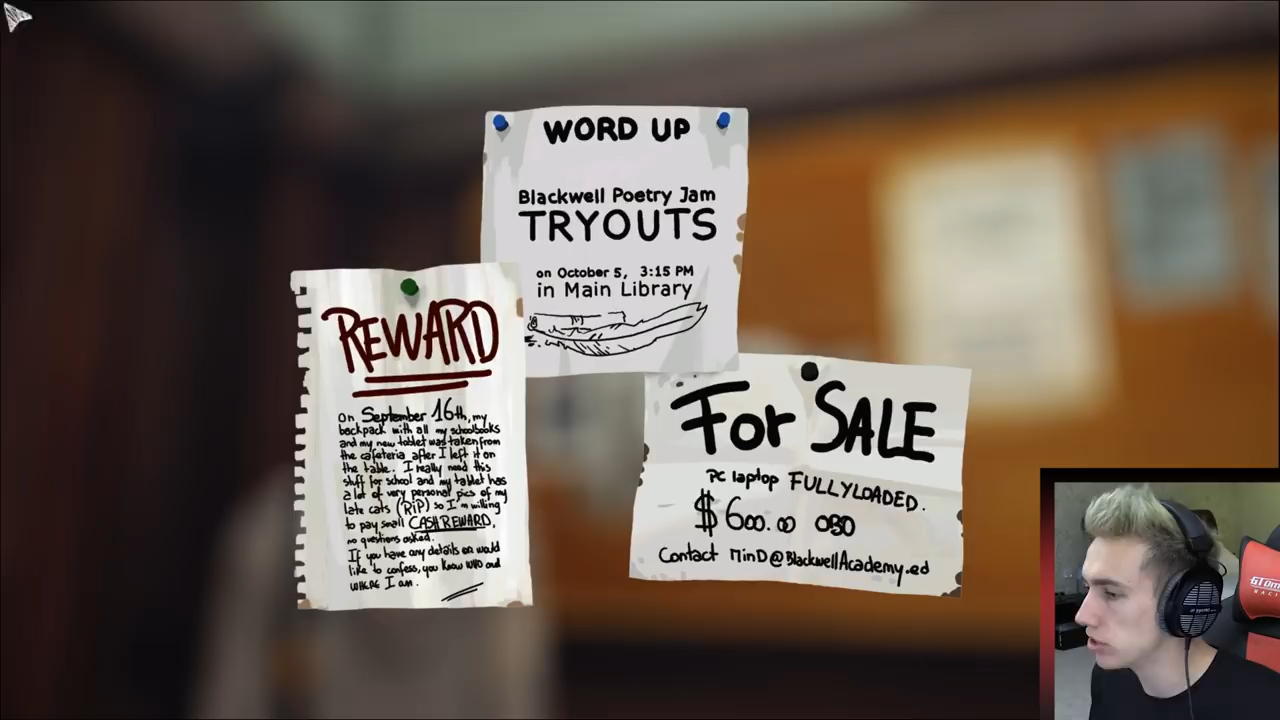 WORD UP
Blackwell Poetry Jam
TRYOUTS
on October 5, 3:15 PM
in Main Library
REWARD
On September 16th, my
backpack with all my schoolbooks
and my new tablet was taken from
the cafeteria after I left it on
the table. I really need this
stuff for school and my tablet has
a lot of very personal pics of my
late cats (RiP) so I'm willing
to pay small CASH REWARD,
no questions asked.
If you have any details or would
like to confess, you know WHO and
WHERE I am.
For SALE
PC laptop FULLYLOADED.
$600.00 OBO
Contact MinD@BlackwellAcademy.ed
GTOMEGA
RACING